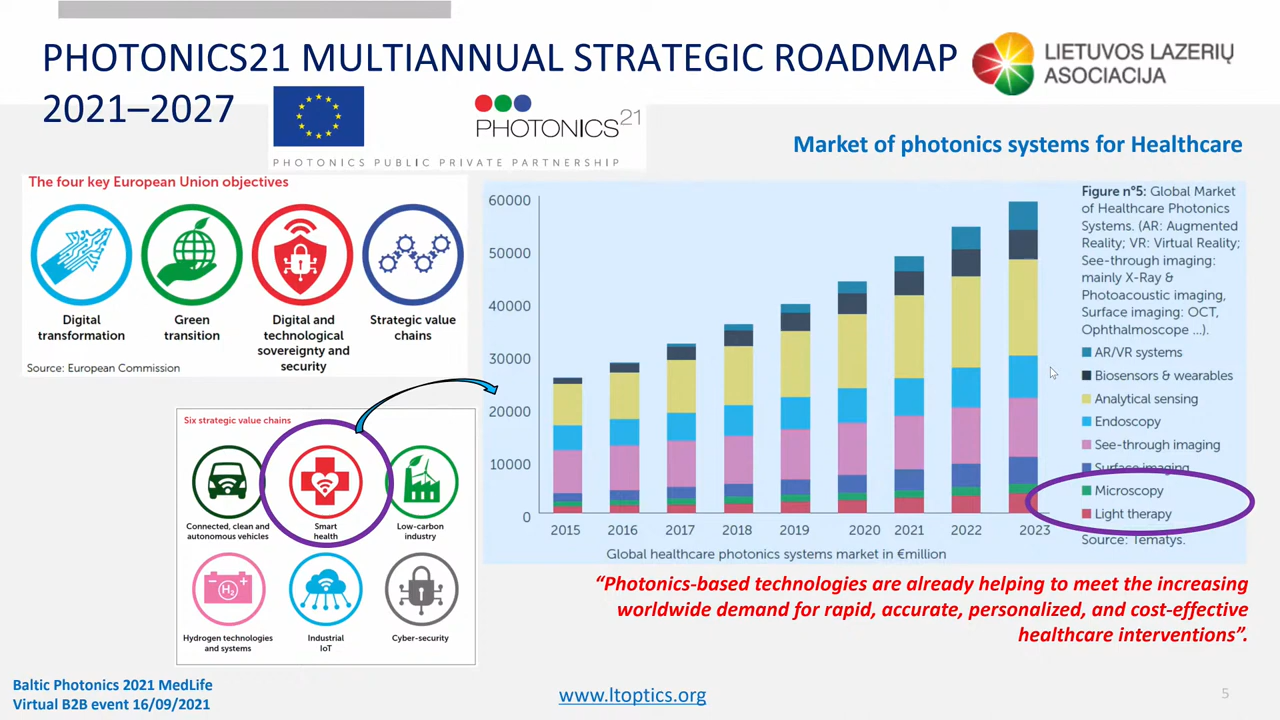 PHOTONICS21 MULTIANNUAL STRATEGIC ROADMAP
2021–2027
LIETUVOS LAZERIŲ
ASOCIACIJA
PHOTONICS21
PHOTONICS PUBLIC PRIVATE PARTNERSHIP
Market of photonics systems for Healthcare
The four key European Union objectives
Digital
transformation
Green
transition
Digital and
technological
sovereignty and
security
Strategic value
chains
Source: European Commission
Six strategic value chains
Connected, clean and
autonomous vehicles
Smart
health
Low-carbon
industry
H2
Hydrogen technologies
and systems
Industrial
IoT
Cyber-security
60000
50000
40000
30000
20000
10000
0
2015
2016
2017
2018
2019
2020
2021
2022
2023
Global healthcare photonics systems market in €million
Figure n°5: Global Market
of Healthcare Photonics
Systems. (AR: Augmented
Reality; VR: Virtual Reality;
See-through imaging:
mainly X-Ray &
Photoacoustic imaging,
Surface imaging: OCT,
Ophthalmoscope ...).
AR/VR systems
Biosensors & wearables
Analytical sensing
Endoscopy
See-through imaging
Surface imaging
Microscopy
Light therapy
Source: Tematys.
“Photonics-based technologies are already helping to meet the increasing
worldwide demand for rapid, accurate, personalized, and cost-effective
healthcare interventions”.
Baltic Photonics 2021 MedLife
Virtual B2B event 16/09/2021
www.ltoptics.org
5